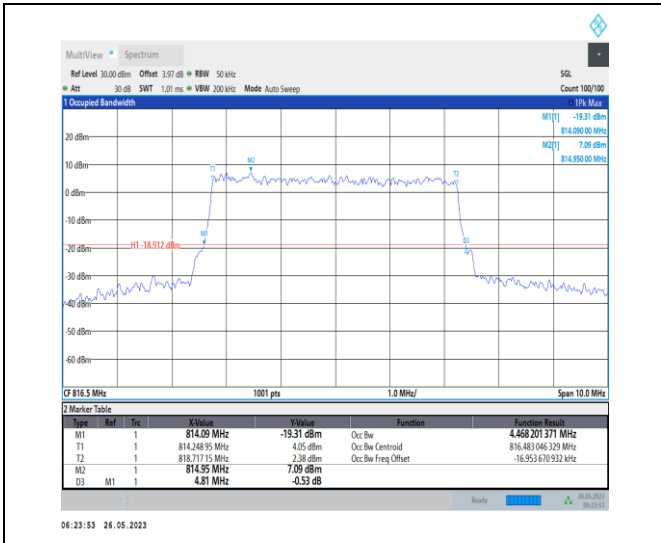 MultiView Spectrum
Ref Level 30.00 dBm Offset 3.97 dB RBW 50 kHz SGL
Att 30 dB SWT 1.01 ms VBW 200 kHz Mode Auto Sweep Count 100/100
1 Occupied Bandwidth 1Pk Max
M1[1] -19.31 dBm
814.090 00 MHz
M2[1] 7.09 dBm
814.950 00 MHz
20 dBm
10 dBm
T1 M2 T2
0 dBm
-10 dBm
M1 D3
-20 dBm H1 -18.912 dBm
-30 dBm
-40 dBm
-50 dBm
-60 dBm
CF 816.5 MHz 1001 pts 1.0 MHz/ Span 10.0 MHz
2 Marker Table
Type Ref Trc X-Value Y-Value Function Function Result
M1 1 814.09 MHz -19.31 dBm Occ Bw 4.468 201 371 MHz
T1 1 814.248 95 MHz 4.05 dBm Occ Bw Centroid 816.483 046 329 MHz
T2 1 818.717 15 MHz 2.38 dBm Occ Bw Freq Offset -16.953 670 932 kHz
M2 1 814.95 MHz 7.09 dBm
D3 M1 1 4.81 MHz -0.53 dB
Ready 26.05.2023
06:23:53
06:23:53 26.05.2023